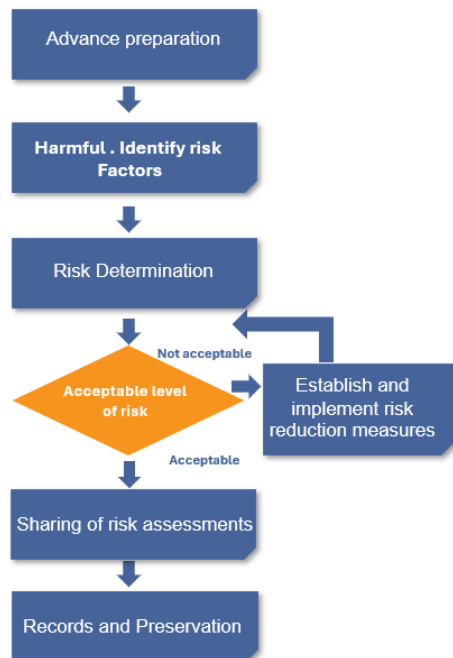 Advance preparation
Harmful . Identify risk
Factors
Risk Determination
Not acceptable
Acceptable level
of risk
Establish and
implement risk
reduction measures
Acceptable
Sharing of risk assessments
Records and Preservation